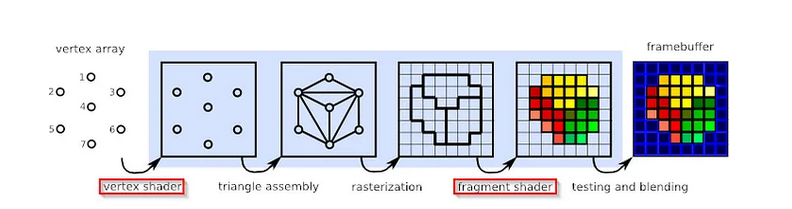 vertex array
framebuffer
1
2
3
4
5
6
7
vertex shader
triangle assembly
rasterization
fragment shader
testing and blending